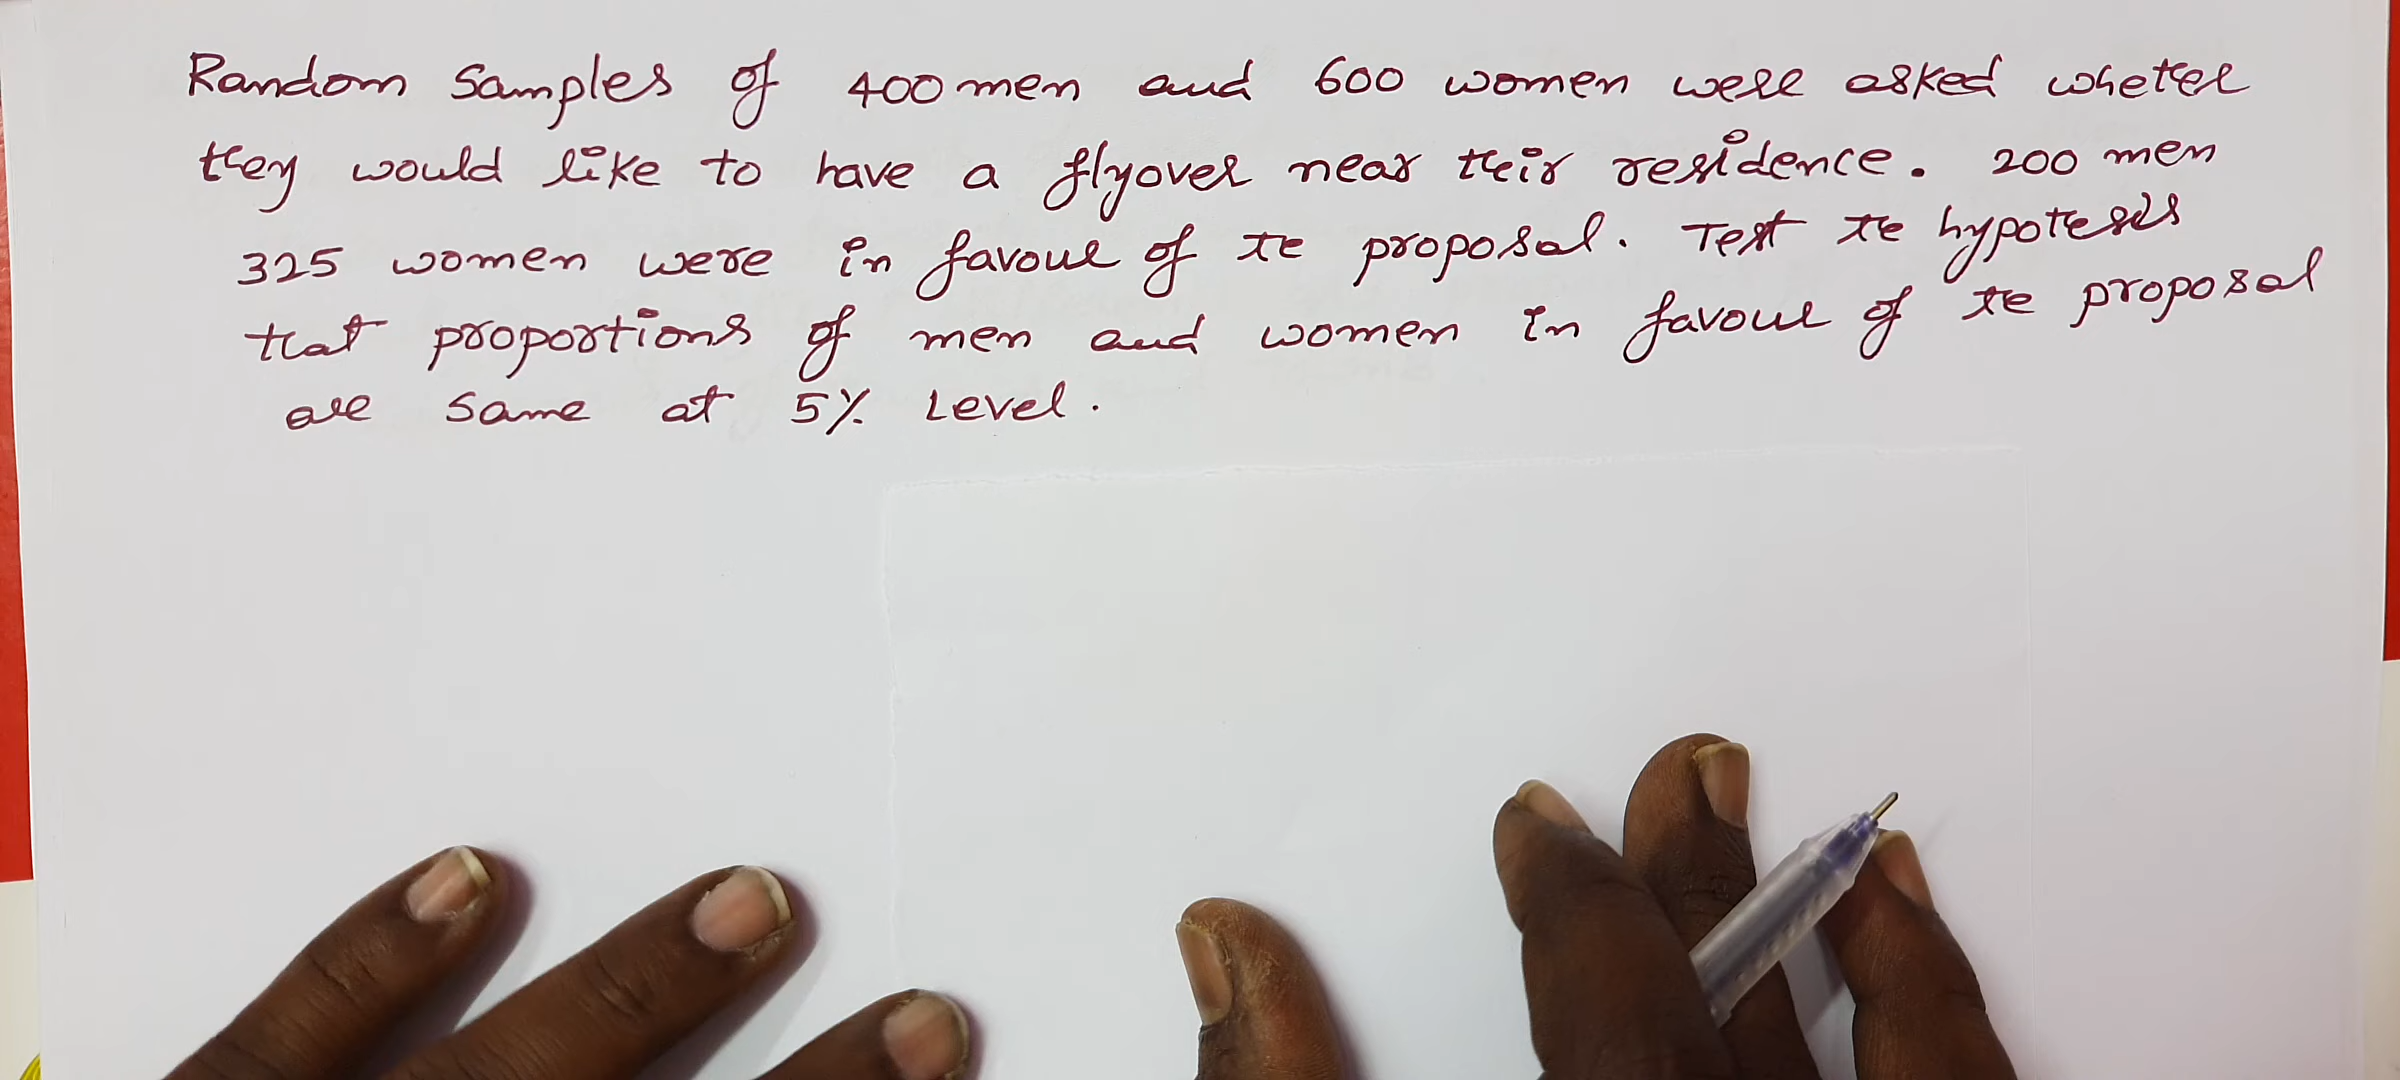 Random Samples of 400 men and 600 women were asked wheter
they would like to have a flyover near their residence. 200 men
325 women were in favour of the proposal. Test the hypotesis
that proportions of men and women in favour of the proposal
are same at 5% Level.